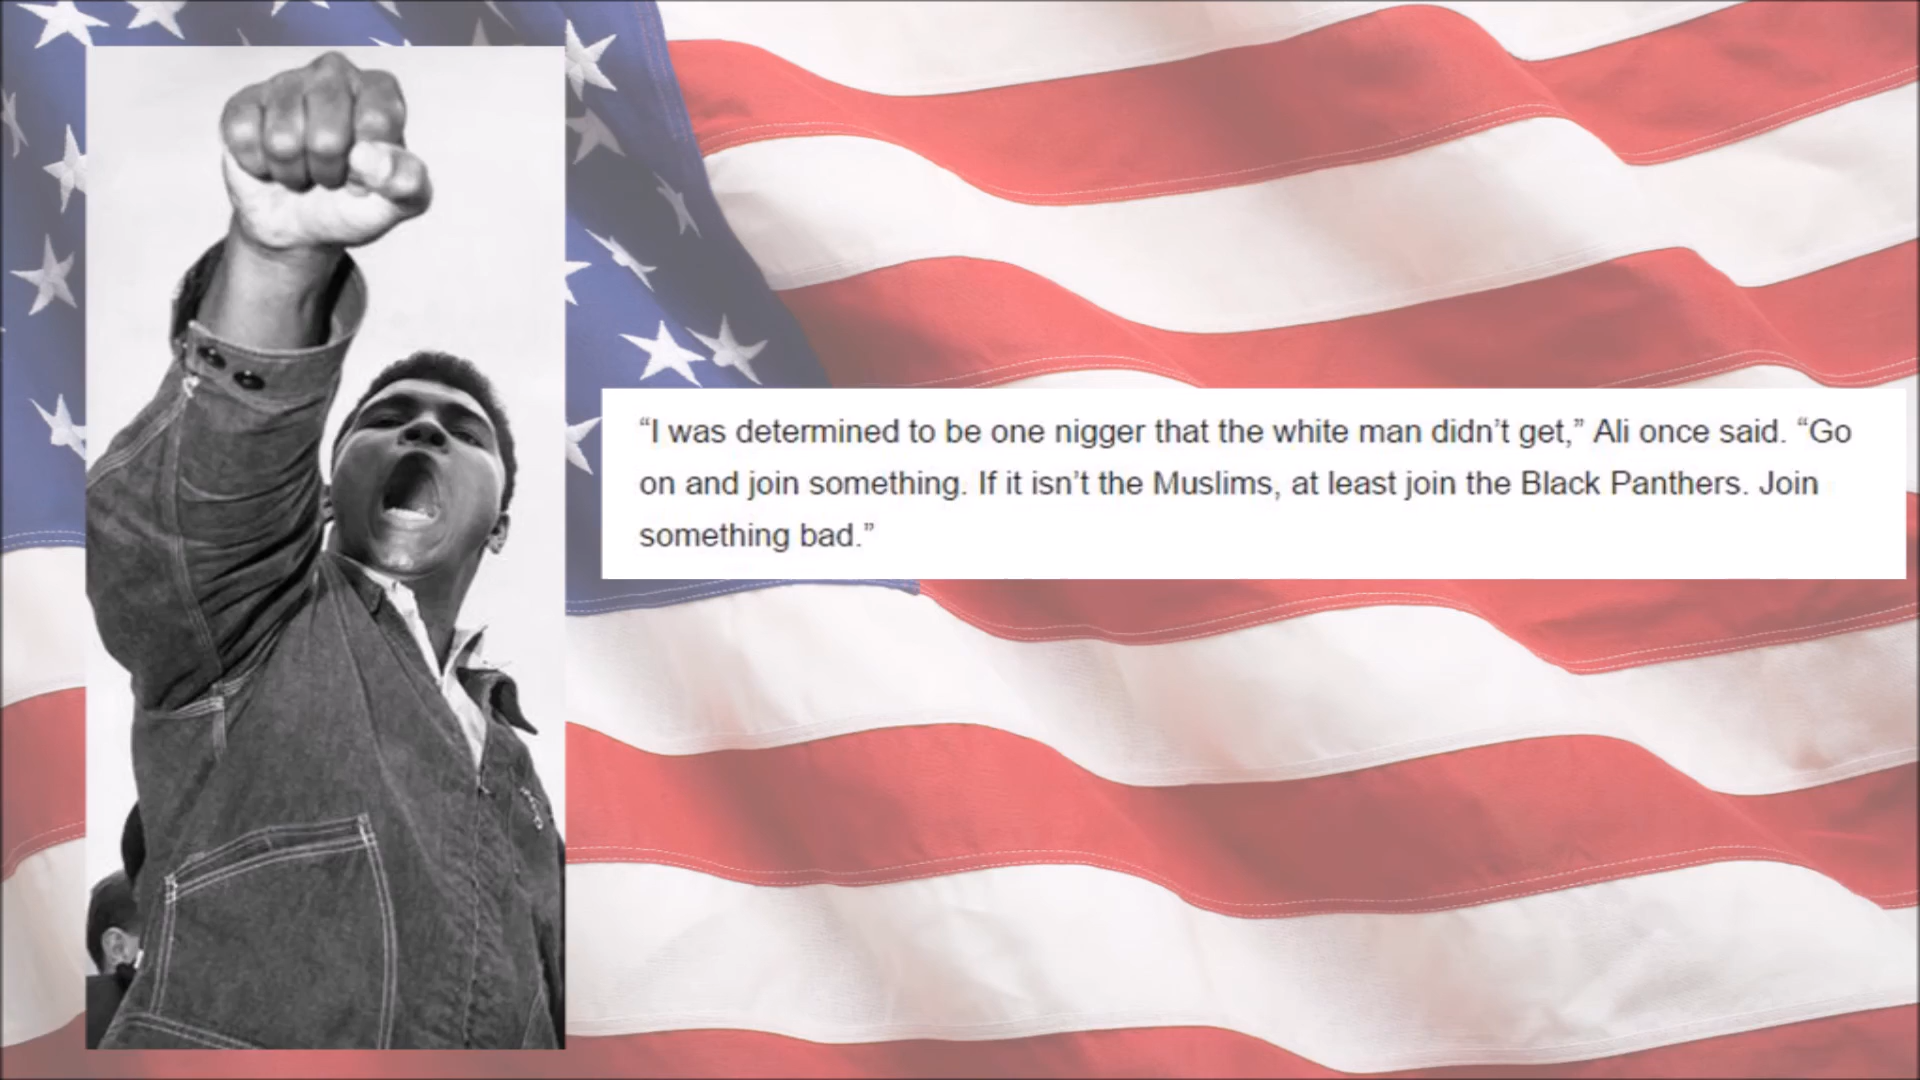 “I was determined to be one nigger that the white man didn’t get,” Ali once said. “Go
on and join something. If it isn’t the Muslims, at least join the Black Panthers. Join
something bad.”